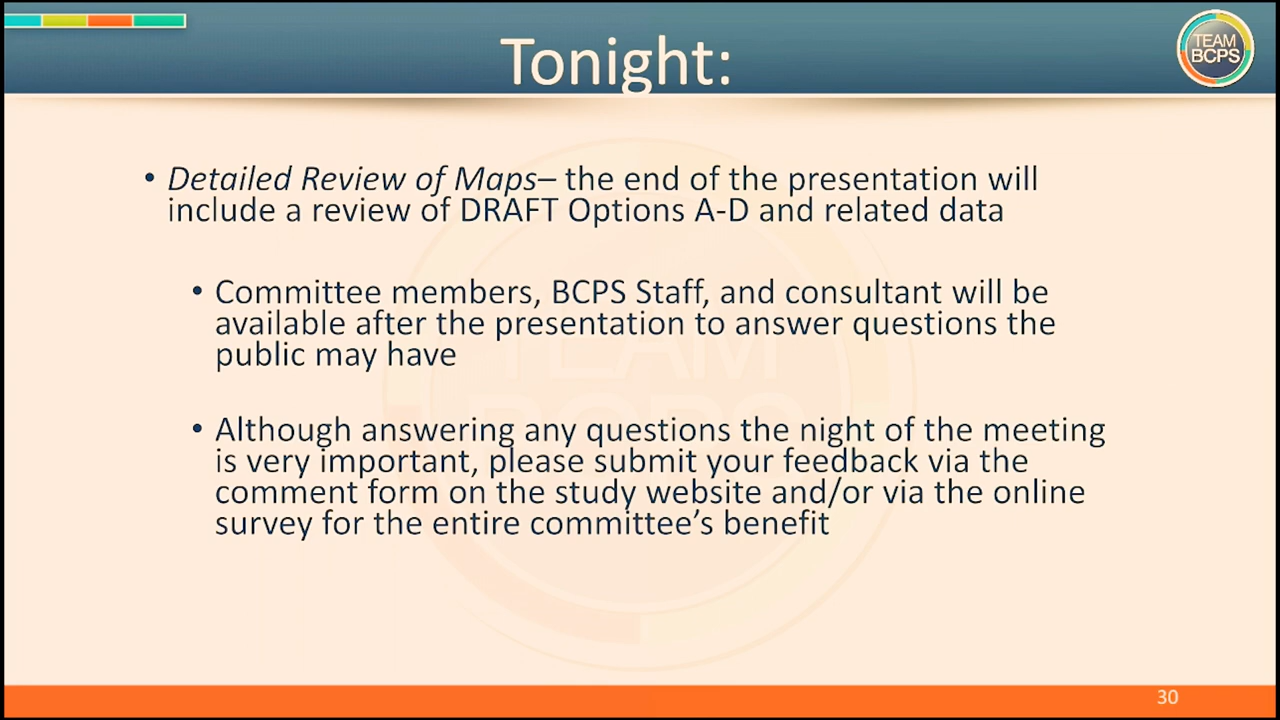 Tonight:
TEAM
BCPS
• Detailed Review of Maps– the end of the presentation will
include a review of DRAFT Options A-D and related data
• Committee members, BCPS Staff, and consultant will be
available after the presentation to answer questions the
public may have
• Although answering any questions the night of the meeting
is very important, please submit your feedback via the
comment form on the study website and/or via the online
survey for the entire committee’s benefit
TEAM
BCPS
30